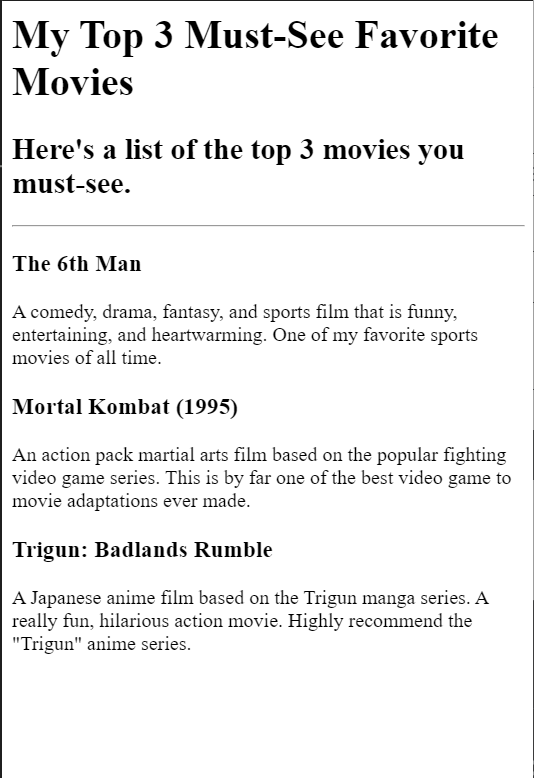 My Top 3 Must-See Favorite
Movies
Here's a list of the top 3 movies you
must-see.
The 6th Man
A comedy, drama, fantasy, and sports film that is funny,
entertaining, and heartwarming. One of my favorite sports
movies of all time.
Mortal Kombat (1995)
An action pack martial arts film based on the popular fighting
video game series. This is by far one of the best video game to
movie adaptations ever made.
Trigun: Badlands Rumble
A Japanese anime film based on the Trigun manga series. A
really fun, hilarious action movie. Highly recommend the
"Trigun" anime series.